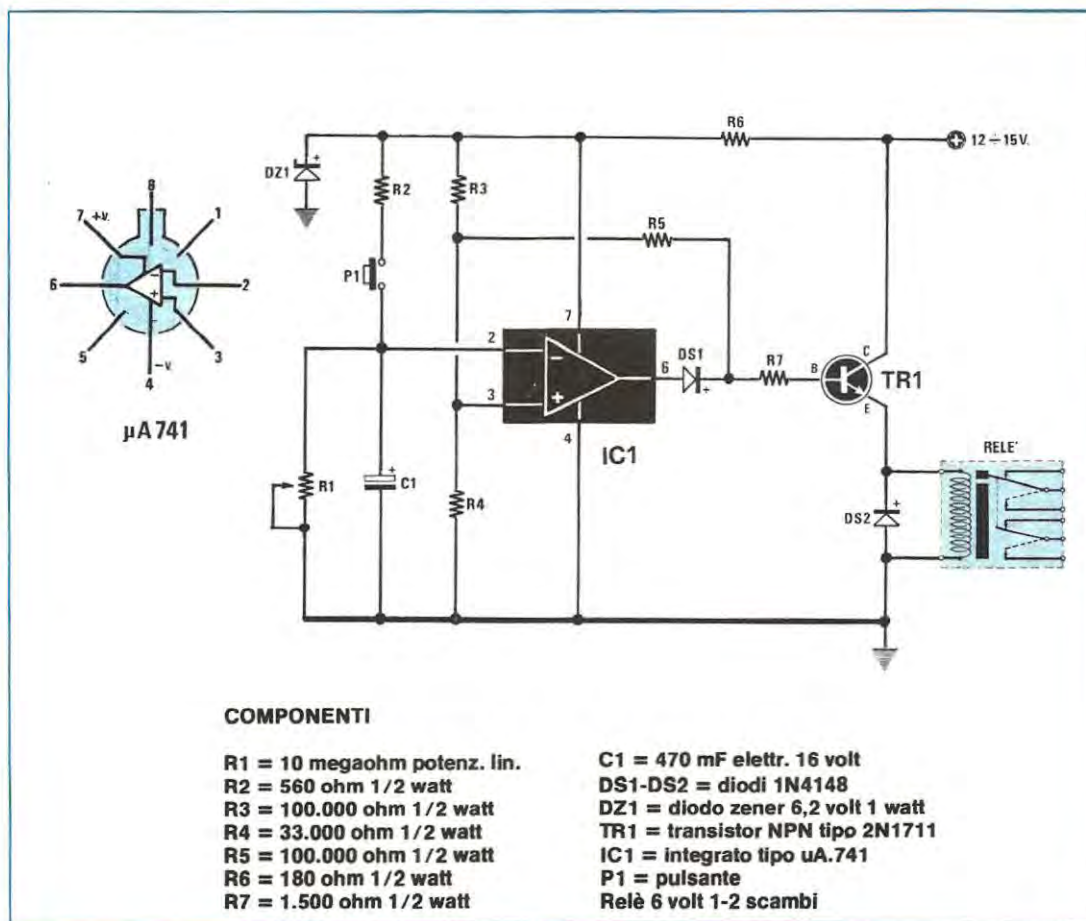 R6
12 ÷ 15V.
DZ1
+
R2
R3
8
7
+V.
1
R5
P1
6
−
+
2
7
5
3
4
−V.
2
−
6
DS1
+
R7
B
C
TR1
E
3
+
4
IC1
µA 741
RELE'
R1
+
C1
R4
DS2
+
COMPONENTI
R1 = 10 megaohm potenz. lin.
R2 = 560 ohm 1/2 watt
R3 = 100.000 ohm 1/2 watt
R4 = 33.000 ohm 1/2 watt
R5 = 100.000 ohm 1/2 watt
R6 = 180 ohm 1/2 watt
R7 = 1.500 ohm 1/2 watt
C1 = 470 mF elettr. 16 volt
DS1-DS2 = diodi 1N4148
DZ1 = diodo zener 6,2 volt 1 watt
TR1 = transistor NPN tipo 2N1711
IC1 = integrato tipo uA.741
P1 = pulsante
Relè 6 volt 1-2 scambi